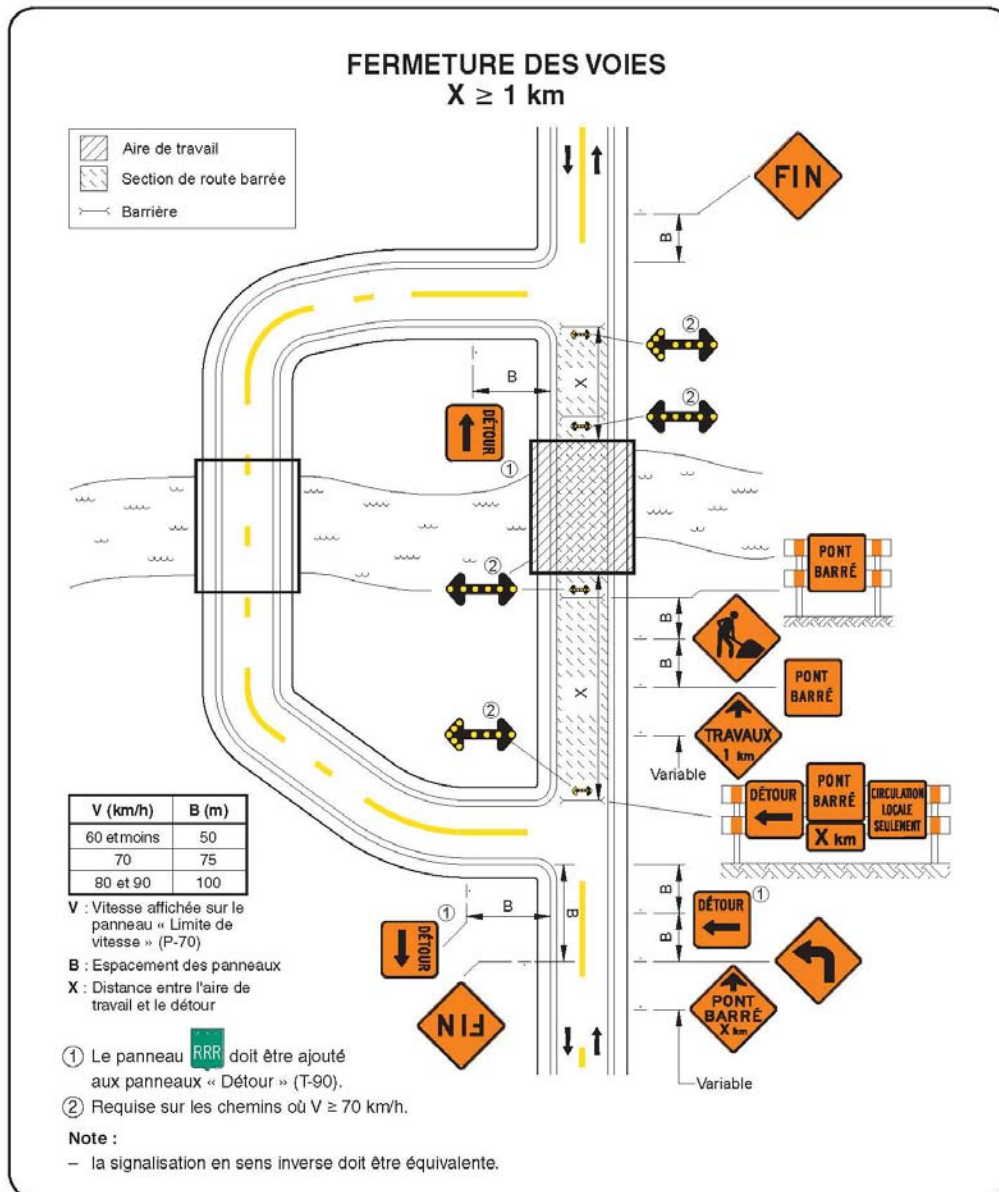 FERMETURE DES VOIES
X ≥ 1 km
Aire de travail
Section de route barrée
Barrière
FIN
B
②
X
②
B
DÉTOUR
①
②
PONT
BARRÉ
B
B
PONT
BARRÉ
X
②
TRAVAUX
1 km
Variable
DÉTOUR
PONT
BARRÉ
X km
CIRCULATION
LOCALE
SEULEMENT
V (km/h) B (m)
60 et moins 50
70 75
80 et 90 100
V : Vitesse affichée sur le
panneau « Limite de
vitesse » (P-70)
B : Espacement des panneaux
X : Distance entre l'aire de
travail et le détour
①
DÉTOUR
B
B
B
B
DÉTOUR
①
FIN
PONT
BARRÉ
X km
Variable
① Le panneau RRR doit être ajouté
aux panneaux « Détour » (T-90).
② Requise sur les chemins où V ≥ 70 km/h.
Note :
– la signalisation en sens inverse doit être équivalente.